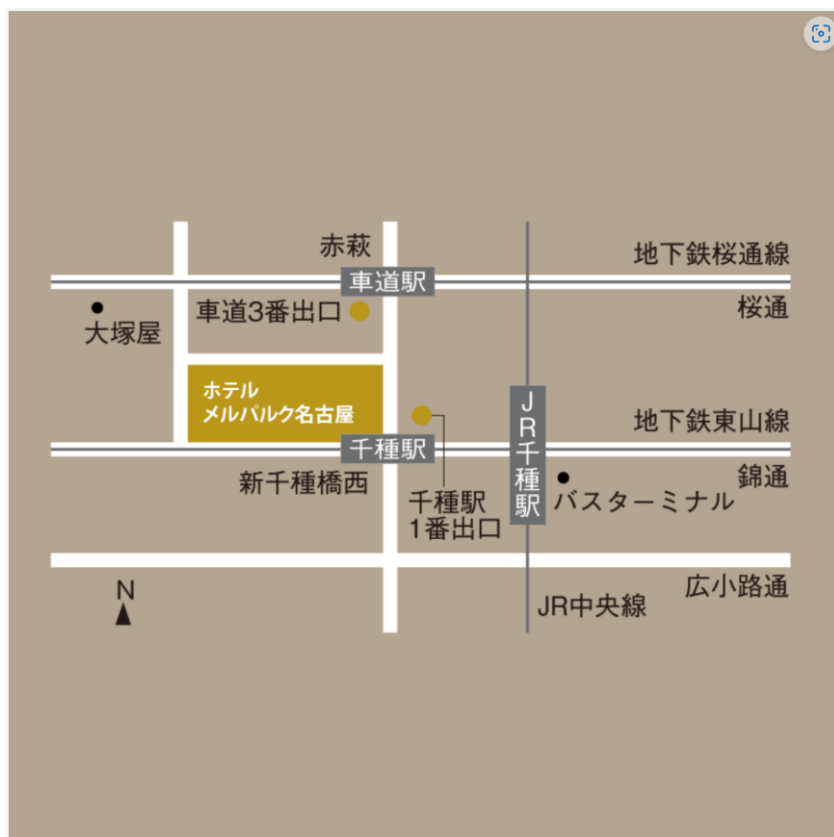 赤萩
地下鉄桜通線
車道駅
車道3番出口
桜通
大塚屋
ホテル
メルパルク名古屋
JR千種駅
地下鉄東山線
千種駅
新千種橋西
千種駅
1番出口
バスターミナル
錦通
N
広小路通
JR中央線